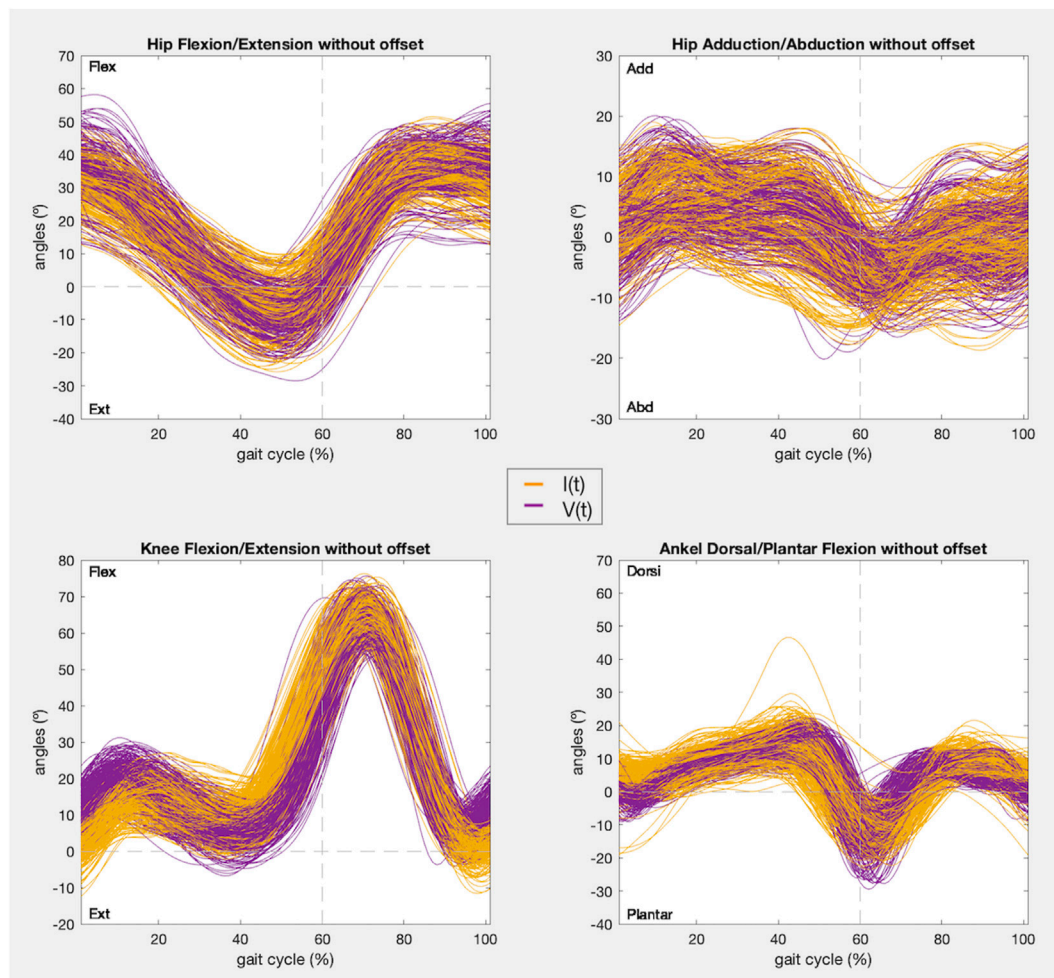 Hip Flexion/Extension without offset
70
60
50
40
30
20
10
0
-10
-20
-30
-40
Flex
Ext
angles (º)
20
40
60
80
100
gait cycle (%)
Hip Adduction/Abduction without offset
30
20
10
0
-10
-20
-30
Add
Abd
angles (º)
20
40
60
80
100
gait cycle (%)
I(t)
V(t)
Knee Flexion/Extension without offset
80
70
60
50
40
30
20
10
0
-10
-20
Flex
Ext
angles (º)
20
40
60
80
100
gait cycle (%)
Ankel Dorsal/Plantar Flexion without offset
70
60
50
40
30
20
10
0
-10
-20
-30
-40
Dorsi
Plantar
angles (º)
20
40
60
80
100
gait cycle (%)